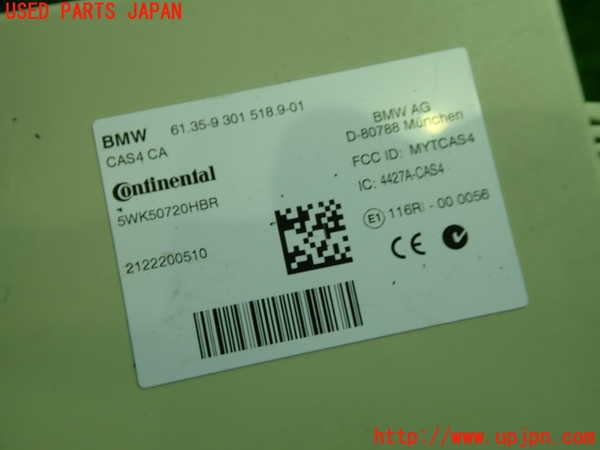 USED PARTS JAPAN
BMW 61.35-9 301 518.9-01
CAS4 CA
Continental
5WK50720HBR
2122200510
BMW AG
D-80788 München
FCC ID: MYTCAS4
IC: 4427A-CAS4
E1 116RI - 00 0056
CE
http://www.upjpn.com/